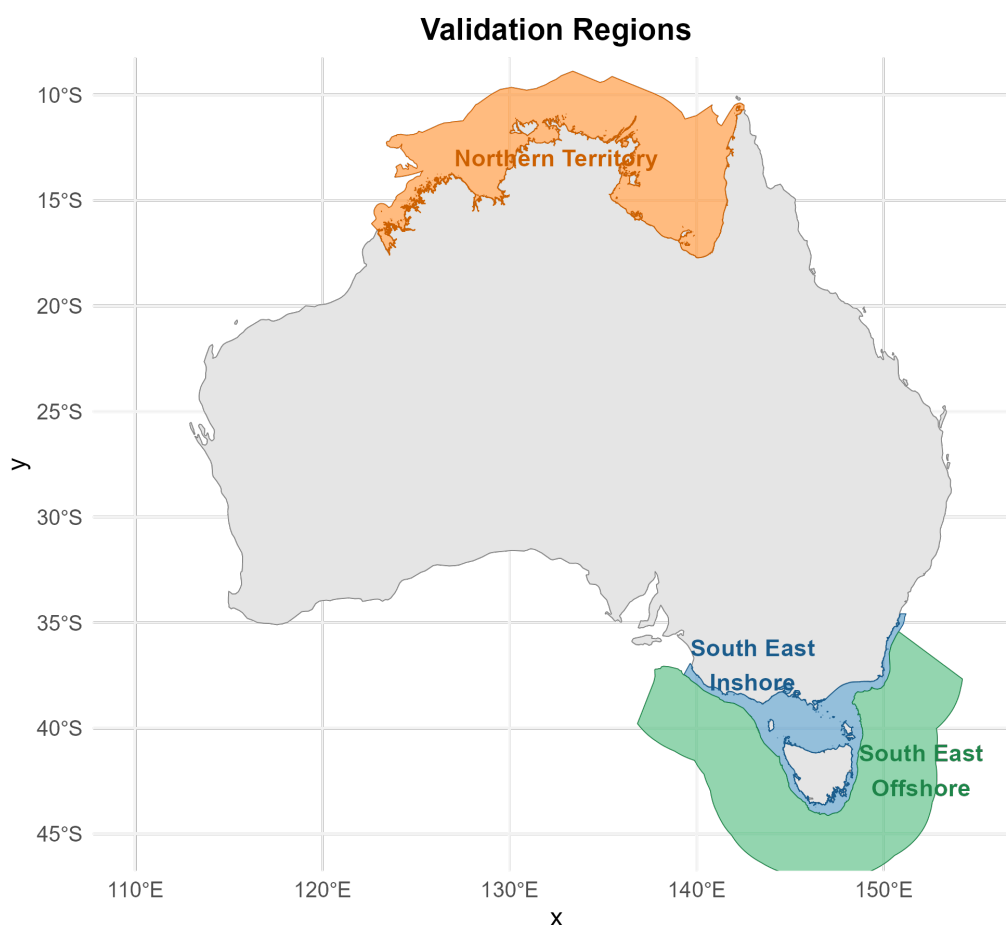 Validation Regions
10°S
15°S
20°S
25°S
30°S
35°S
40°S
45°S
y
Northern Territory
South East
Inshore
South East
Offshore
110°E
120°E
130°E
140°E
150°E
x